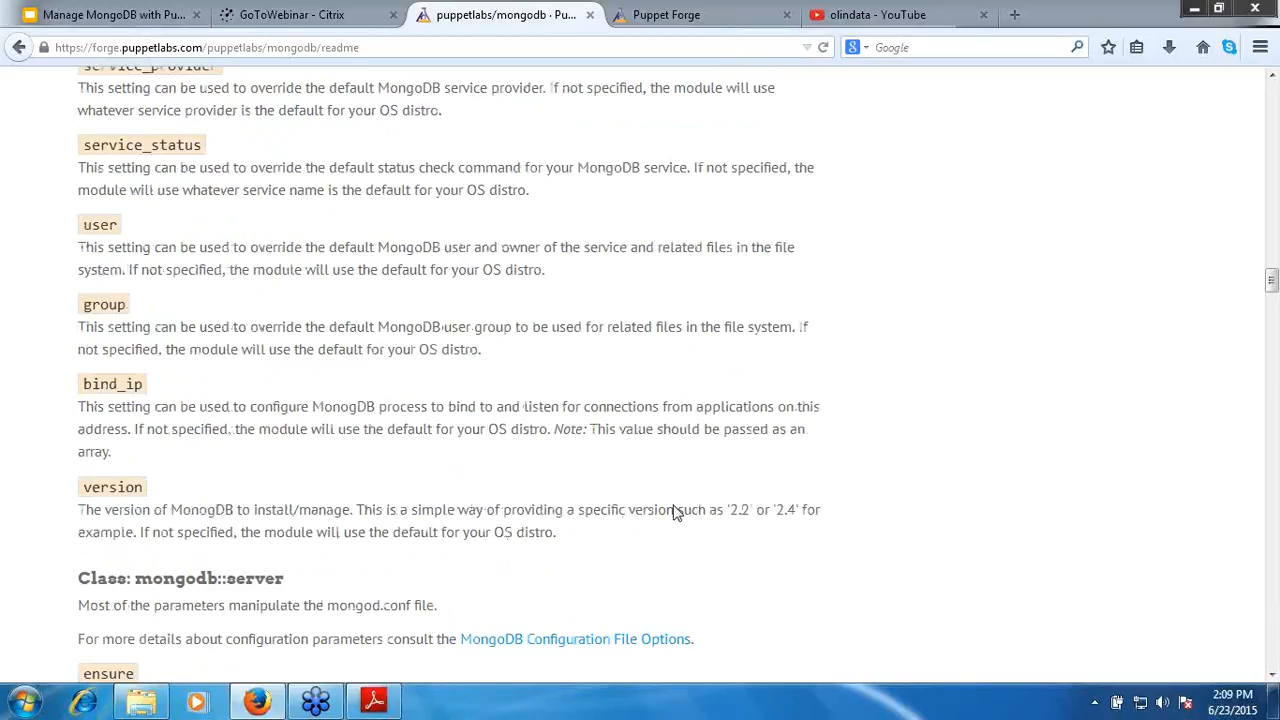 Manage MongoDB with Pu...
GoToWebinar - Citrix
puppetlabs/mongodb · Pu...
Puppet Forge
olindata - YouTube
https://forge.puppetlabs.com/puppetlabs/mongodb/readme
Google
service_provider
This setting can be used to override the default MongoDB service provider. If not specified, the module will use
whatever service provider is the default for your OS distro.
service_status
This setting can be used to override the default status check command for your MongoDB service. If not specified, the
module will use whatever service name is the default for your OS distro.
user
This setting can be used to override the default MongoDB user and owner of the service and related files in the file
system. If not specified, the module will use the default for your OS distro.
group
This setting can be used to override the default MongoDB user group to be used for related files in the file system. If
not specified, the module will use the default for your OS distro.
bind_ip
This setting can be used to configure MonogDB process to bind to and listen for connections from applications on this
address. If not specified, the module will use the default for your OS distro. Note: This value should be passed as an
array.
version
The version of MonogDB to install/manage. This is a simple way of providing a specific version such as '2.2' or '2.4' for
example. If not specified, the module will use the default for your OS distro.
Class: mongodb::server
Most of the parameters manipulate the mongod.conf file.
For more details about configuration parameters consult the MongoDB Configuration File Options.
ensure
2:09 PM
6/23/2015